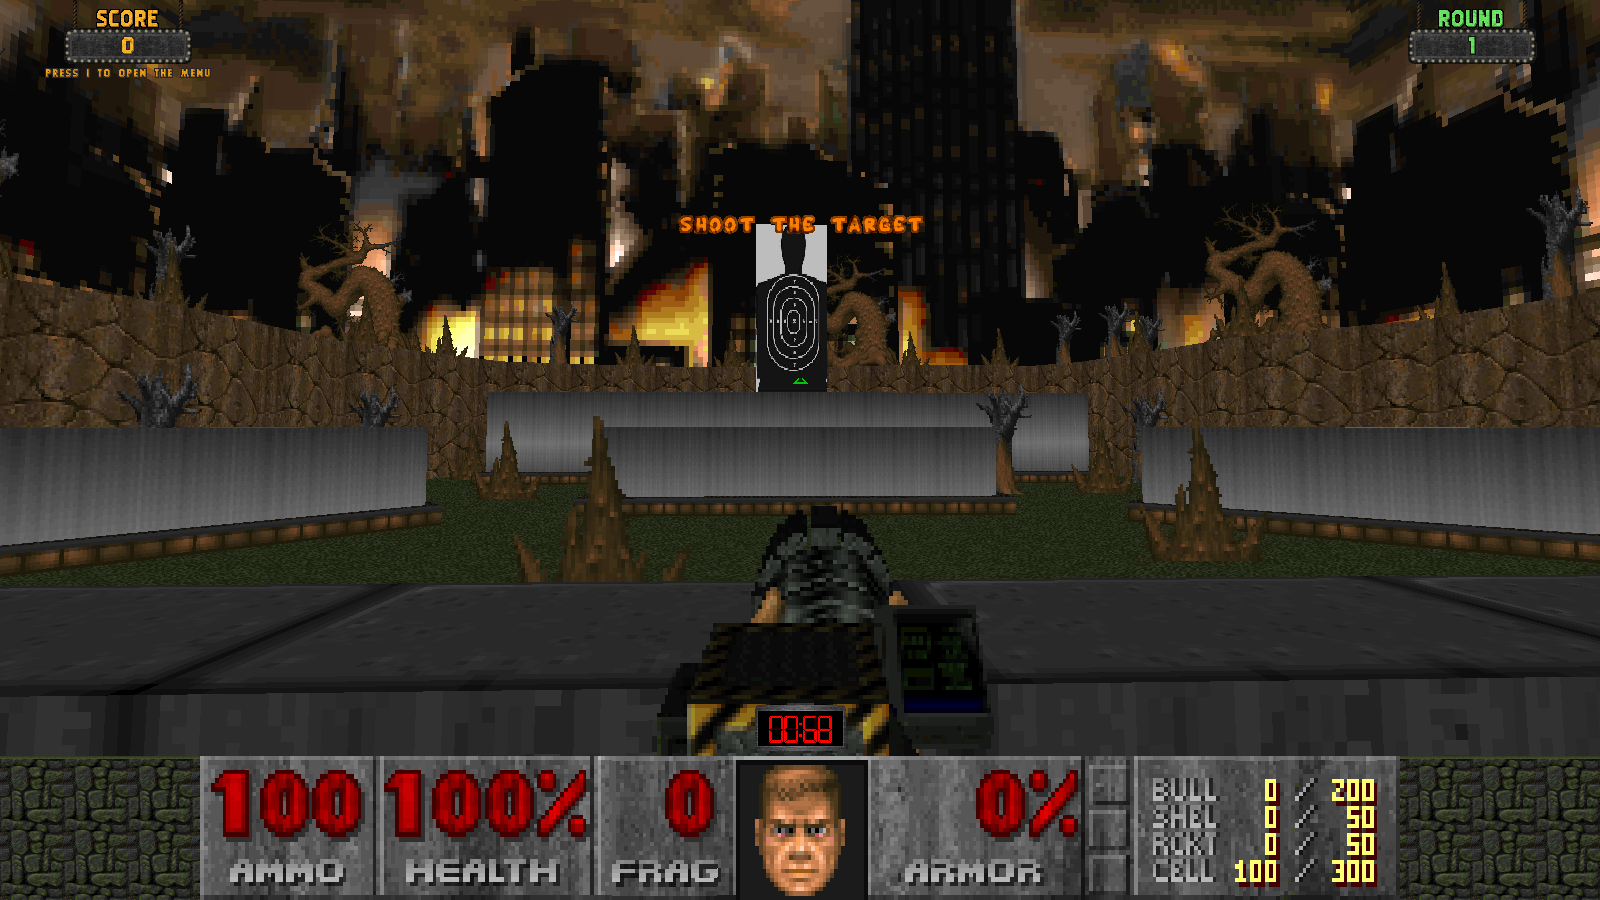 SCORE
0
PRESS I TO OPEN THE MENU
ROUND
1
SHOOT THE TARGET
00:68
100
AMMO
100%
HEALTH
0
FRAG
0%
ARMOR
BULL 0 / 200
SHEL 0 / 50
RCKT 0 / 50
CELL 100 / 300